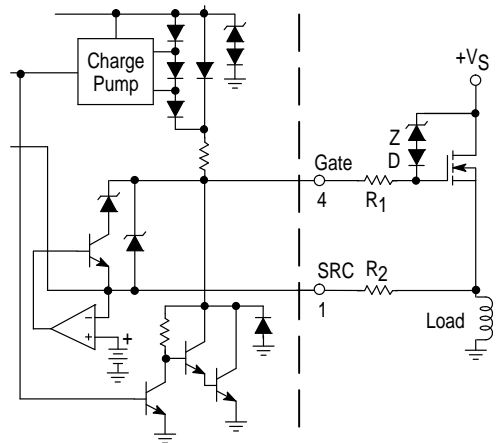 Charge
Pump
+VS
Z
D
Gate
4
R1
SRC
1
R2
Load
+
−
+